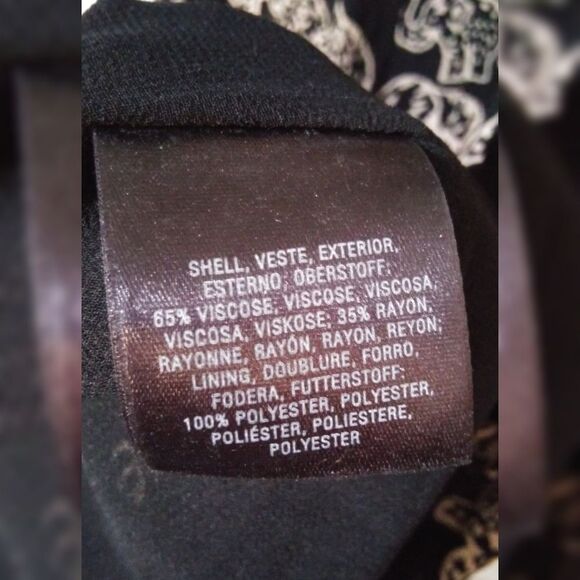 SHELL, VESTE, EXTERIOR,
ESTERNO, OBERSTOFF:
65% VISCOSE, VISCOSE, VISCOSA,
VISCOSA, VISKOSE; 35% RAYON,
RAYONNE, RAYÓN, RAYON, REYON;
LINING, DOUBLURE, FORRO,
FODERA, FUTTERSTOFF:
100% POLYESTER, POLYESTER,
POLIÉSTER, POLIESTERE,
POLYESTER